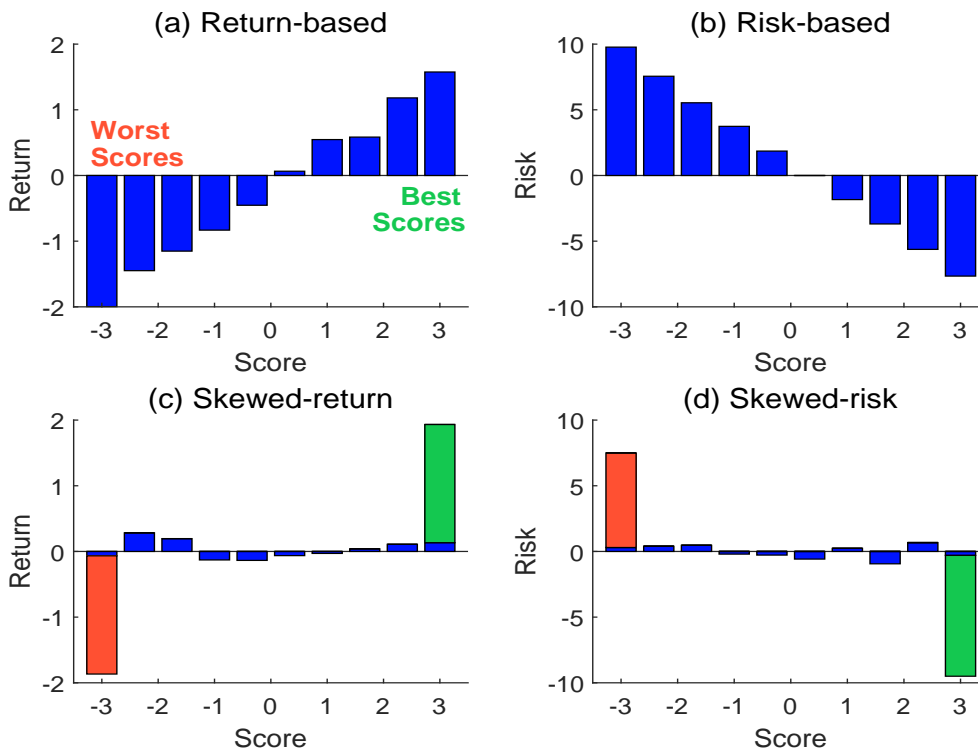 (a) Return-based
2
1
0
-1
-2
Return
Worst
Scores
Best
Scores
-3 -2 -1 0 1 2 3
Score
(b) Risk-based
10
5
0
-5
-10
Risk
-3 -2 -1 0 1 2 3
Score
(c) Skewed-return
2
1
0
-1
-2
Return
-3 -2 -1 0 1 2 3
Score
(d) Skewed-risk
10
5
0
-5
-10
Risk
-3 -2 -1 0 1 2 3
Score